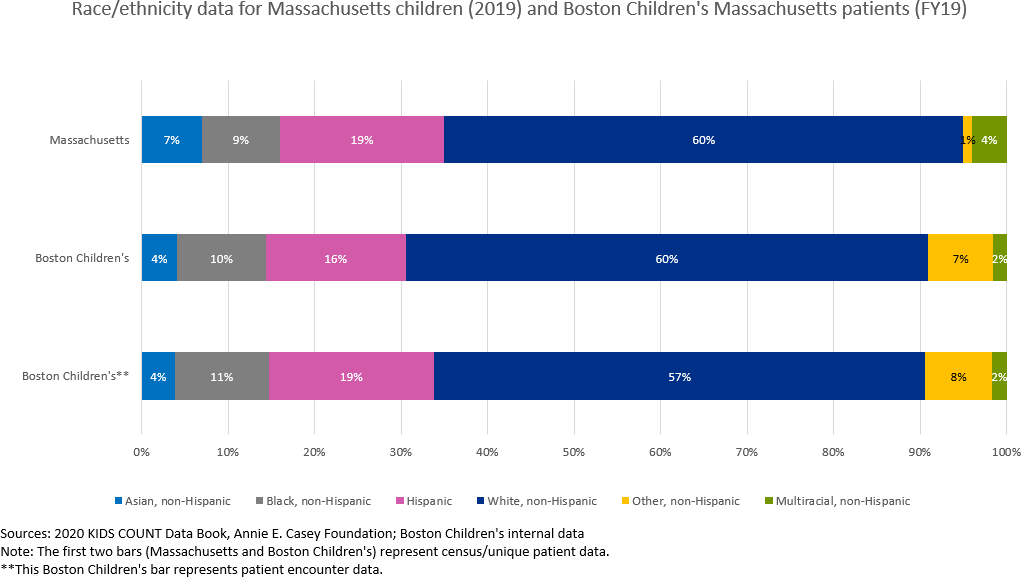 Race/ethnicity data for Massachusetts children (2019) and Boston Children's Massachusetts patients (FY19)
Massachusetts 7% 9% 19% 60% 1% 4%
Boston Children's 4% 10% 16% 60% 7% 2%
Boston Children's** 4% 11% 19% 57% 8% 2%
0% 10% 20% 30% 40% 50% 60% 70% 80% 90% 100%
Asian, non-Hispanic Black, non-Hispanic Hispanic White, non-Hispanic Other, non-Hispanic Multiracial, non-Hispanic
Sources: 2020 KIDS COUNT Data Book, Annie E. Casey Foundation; Boston Children's internal data
Note: The first two bars (Massachusetts and Boston Children's) represent census/unique patient data.
**This Boston Children's bar represents patient encounter data.